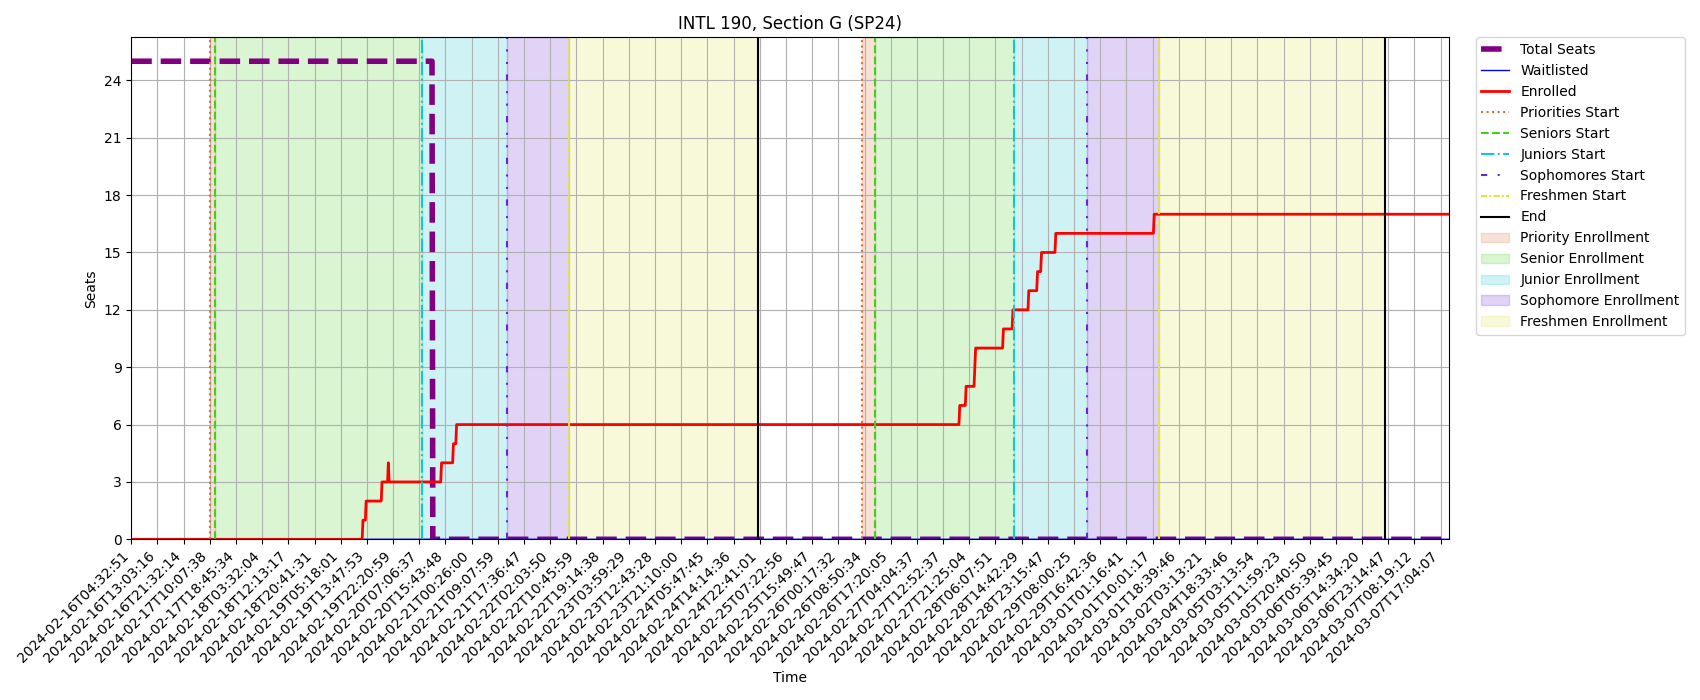 INTL 190, Section G (SP24)
Seats
24
21
18
15
12
9
6
3
0
2024-02-16T04:32:51
2024-02-16T13:03:16
2024-02-16T21:32:14
2024-02-17T10:07:38
2024-02-17T18:45:34
2024-02-18T03:32:04
2024-02-18T12:13:17
2024-02-18T20:41:31
2024-02-19T05:18:01
2024-02-19T13:47:53
2024-02-19T22:20:59
2024-02-20T07:06:37
2024-02-20T15:43:48
2024-02-21T00:26:00
2024-02-21T09:07:59
2024-02-21T17:36:47
2024-02-22T02:03:50
2024-02-22T10:45:59
2024-02-22T19:14:38
2024-02-23T03:59:29
2024-02-23T12:43:28
2024-02-23T21:10:00
2024-02-24T05:47:45
2024-02-24T14:14:36
2024-02-24T22:41:01
2024-02-25T07:22:56
2024-02-25T15:49:47
2024-02-26T00:17:32
2024-02-26T08:50:34
2024-02-26T17:20:05
2024-02-27T04:04:37
2024-02-27T12:52:37
2024-02-27T21:25:04
2024-02-28T06:07:51
2024-02-28T14:42:29
2024-02-28T23:15:47
2024-02-29T08:00:25
2024-02-29T16:42:36
2024-03-01T01:16:41
2024-03-01T10:01:17
2024-03-01T18:39:46
2024-03-02T03:13:21
2024-03-04T18:33:46
2024-03-05T03:13:54
2024-03-05T11:59:23
2024-03-05T20:40:50
2024-03-06T05:39:45
2024-03-06T14:34:20
2024-03-06T23:14:47
2024-03-07T08:19:12
2024-03-07T17:04:07
Time
Total Seats
Waitlisted
Enrolled
Priorities Start
Seniors Start
Juniors Start
Sophomores Start
Freshmen Start
End
Priority Enrollment
Senior Enrollment
Junior Enrollment
Sophomore Enrollment
Freshmen Enrollment